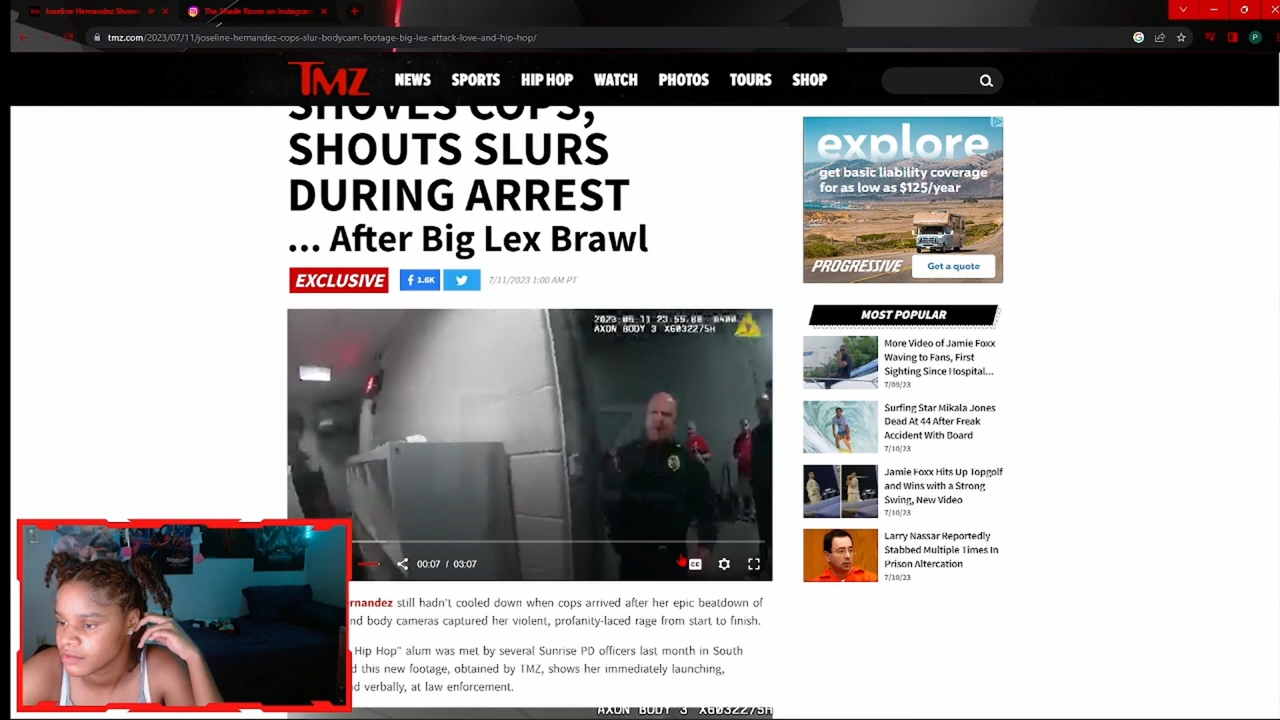 Joseline Hernandez Shove
The Shade Room on Instagram
tmz.com/2023/07/11/joseline-hernandez-cops-slur-bodycam-footage-big-lex-attack-love-and-hip-hop/
P
TMZ NEWS SPORTS HIP HOP WATCH PHOTOS TOURS SHOP
SHOVES COPS,
SHOUTS SLURS
DURING ARREST
... After Big Lex Brawl
EXCLUSIVE
1.6K
7/11/2023 1:00 AM PT
AXON BODY 3 X6032275H
00:07 / 03:07
ernandez still hadn't cooled down when cops arrived after her epic beatdown of
nd body cameras captured her violent, profanity-laced rage from start to finish.
Hip Hop" alum was met by several Sunrise PD officers last month in South
d this new footage, obtained by TMZ, shows her immediately launching,
d verbally, at law enforcement.
AXON BODY 3 X6032275H
explore
get basic liability coverage
for as low as $125/year
PROGRESSIVE
Get a quote
MOST POPULAR
More Video of Jamie Foxx
Waving to Fans, First
Sighting Since Hospital...
7/09/23
Surfing Star Mikala Jones
Dead At 44 After Freak
Accident With Board
7/10/23
Jamie Foxx Hits Up Topgolf
and Wins with a Strong
Swing, New Video
7/10/23
Larry Nassar Reportedly
Stabbed Multiple Times In
Prison Altercation
7/10/23